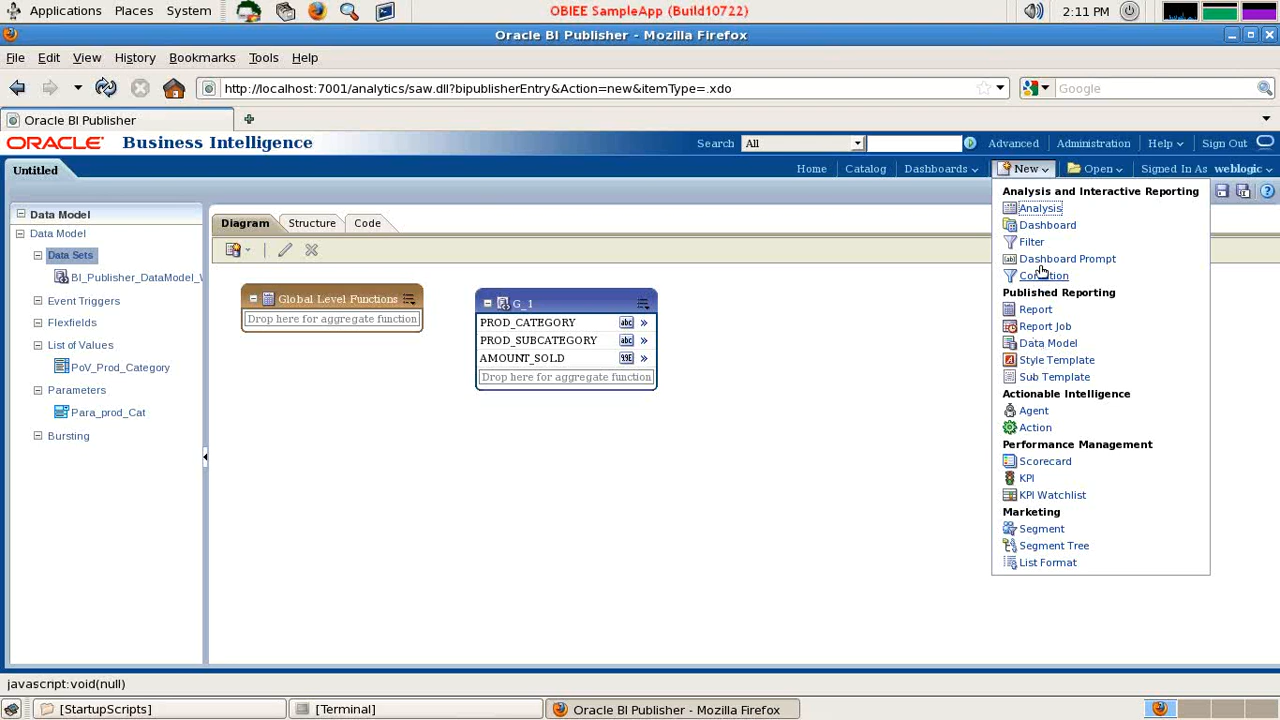 Applications Places System
OBIEE SampleApp (Build10722)
2:11 PM
Oracle BI Publisher - Mozilla Firefox
File Edit View History Bookmarks Tools Help
http://localhost:7001/analytics/saw.dll?bipublisherEntry&Action=new&itemType=.xdo
Google
Oracle BI Publisher
ORACLE Business Intelligence
Search All Advanced Administration Help Sign Out
Untitled
Home Catalog Dashboards New Open Signed In As weblogic
Data Model
Data Model
Data Sets
BI_Publisher_DataModel_W
Event Triggers
Flexfields
List of Values
PoV_Prod_Category
Parameters
Para_prod_Cat
Bursting
Diagram Structure Code
Global Level Functions
Drop here for aggregate function
G_1
PROD_CATEGORY abc »
PROD_SUBCATEGORY abc »
AMOUNT_SOLD »
Drop here for aggregate function
Analysis and Interactive Reporting
Analysis
Dashboard
Filter
Dashboard Prompt
Published Reporting
Report
Report Job
Data Model
Style Template
Sub Template
Actionable Intelligence
Agent
Action
Performance Management
Scorecard
KPI
KPI Watchlist
Marketing
Segment
Segment Tree
List Format
javascript:void(null)
[StartupScripts]
[Terminal]
Oracle BI Publisher - Mozilla Firefox